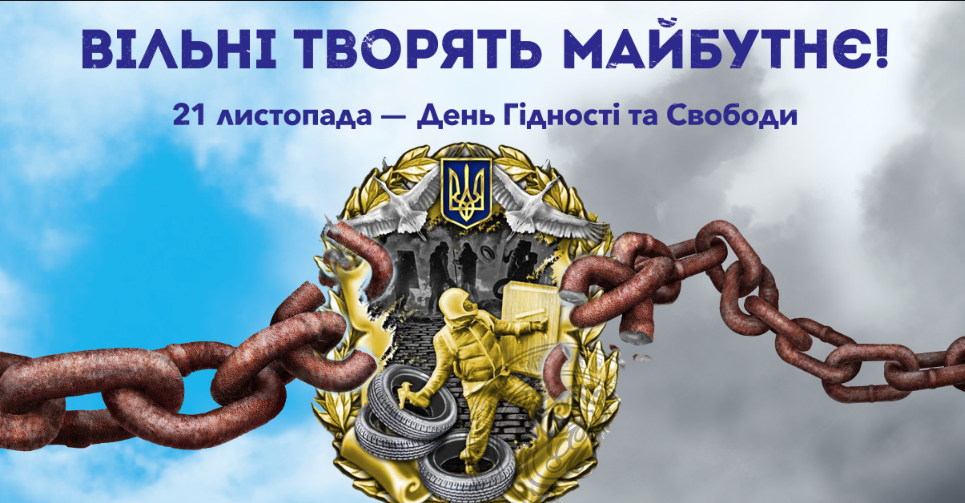 ВІЛЬНІ ТВОРЯТЬ МАЙБУТНЄ!
21 листопада — День Гідності та Свободи